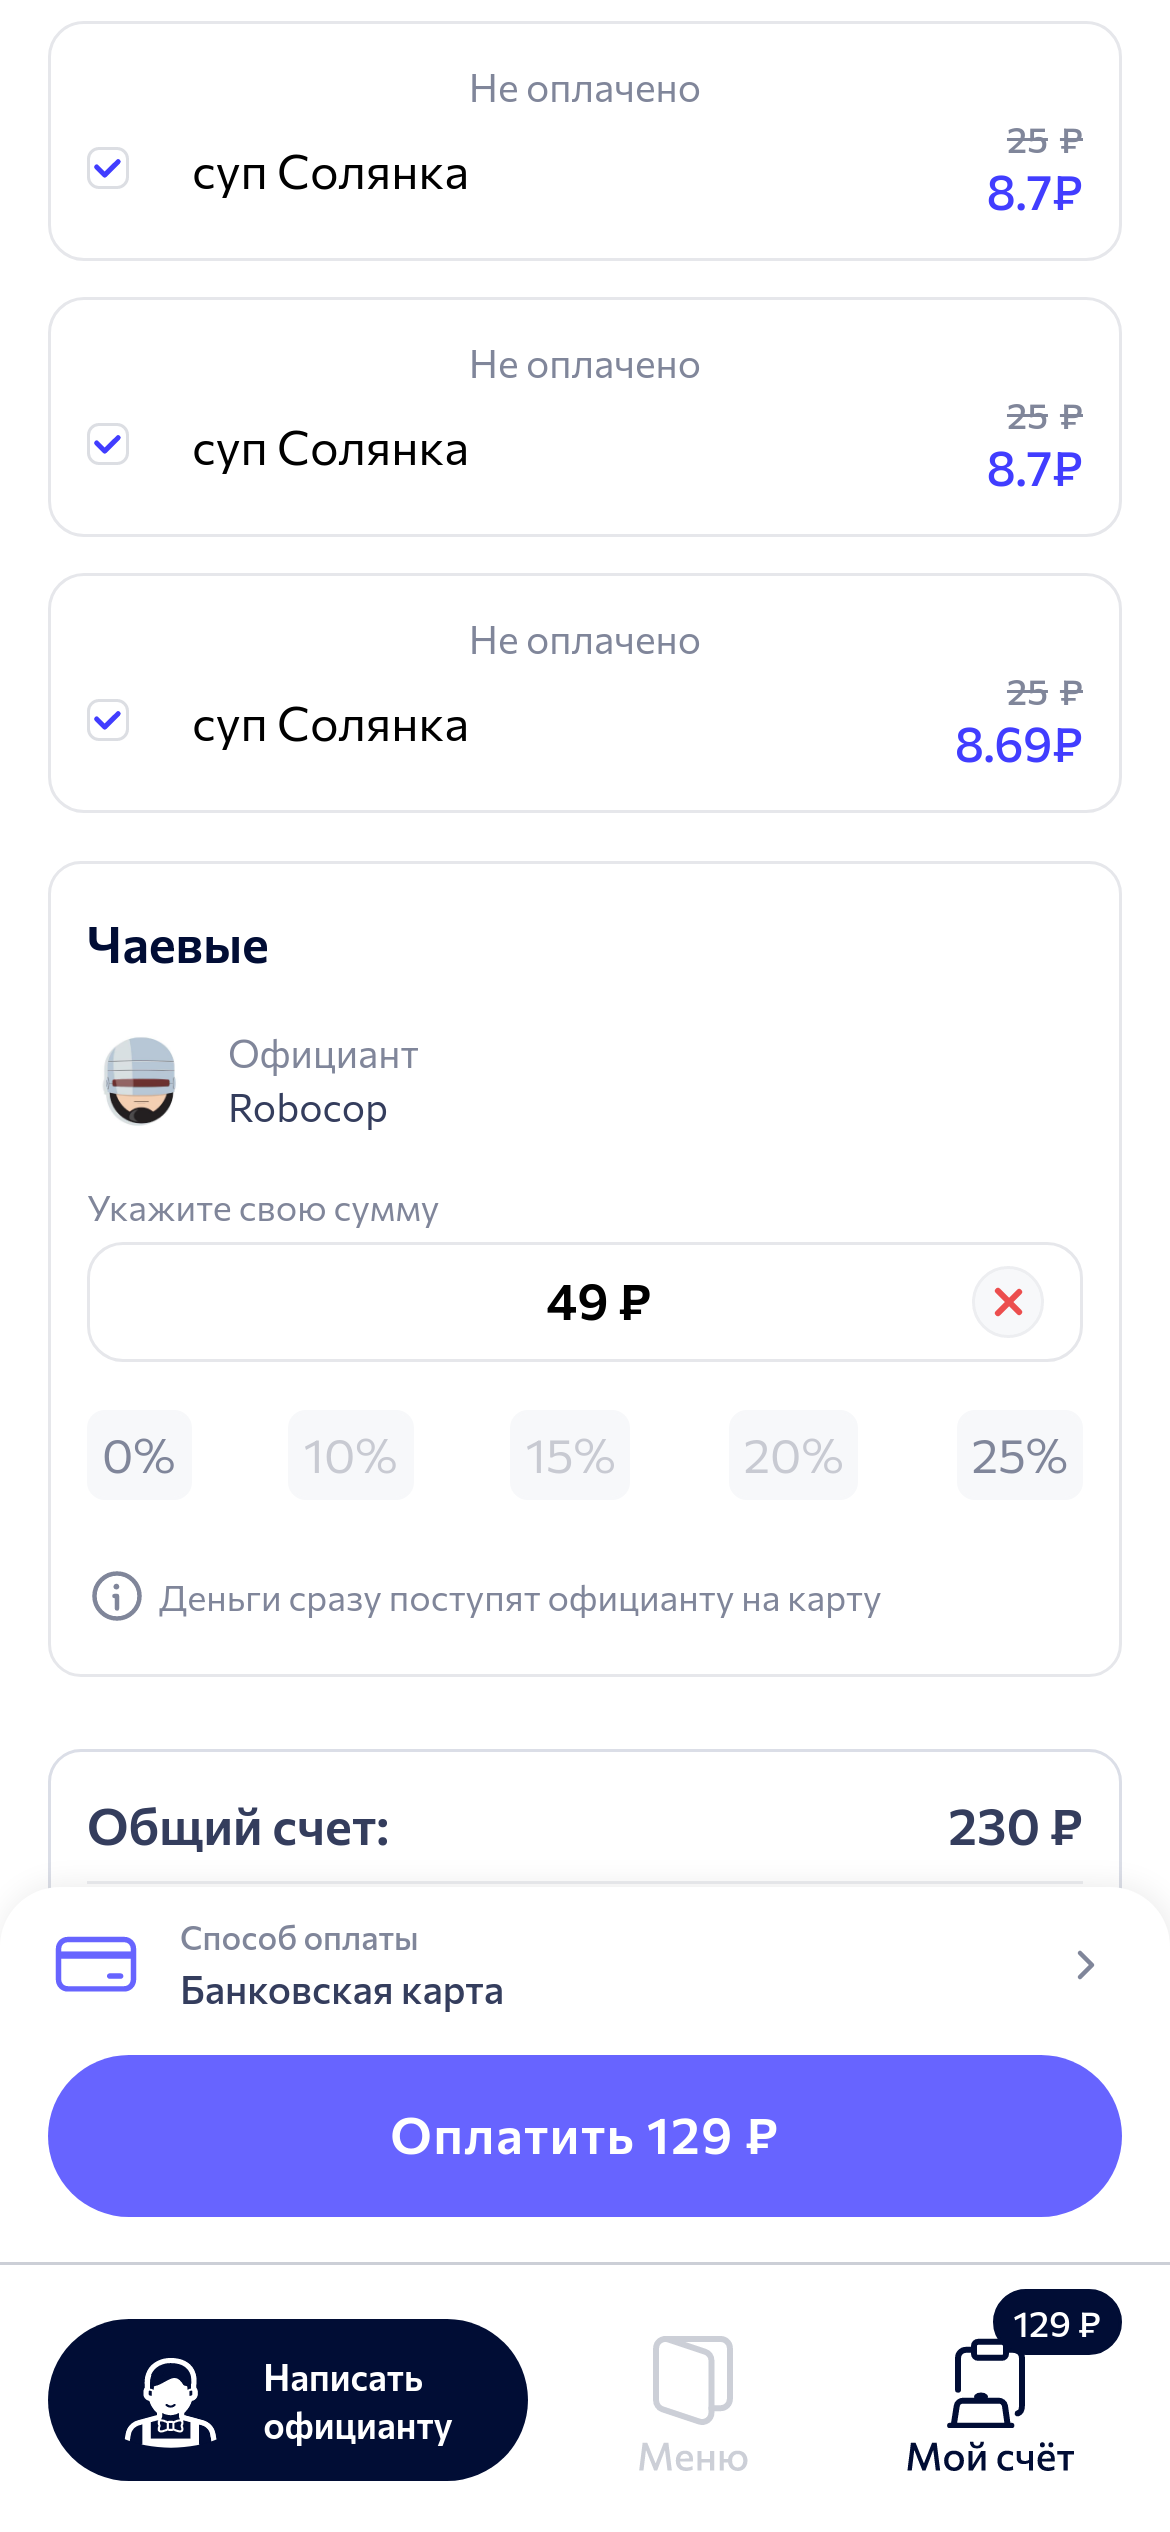 Не оплачено
25 ₽
суп Солянка
8.7₽
Не оплачено
25 ₽
суп Солянка
8.7₽
Не оплачено
25 ₽
суп Солянка
8.69₽
Чаевые
Официант
Robocop
Укажите свою сумму
49 ₽
0% 10% 15% 20% 25%
Деньги сразу поступят официанту на карту
Общий счет: 230 ₽
Способ оплаты
Банковская карта
Оплатить 129 ₽
129 ₽
Написать
официанту
Меню
Мой счёт